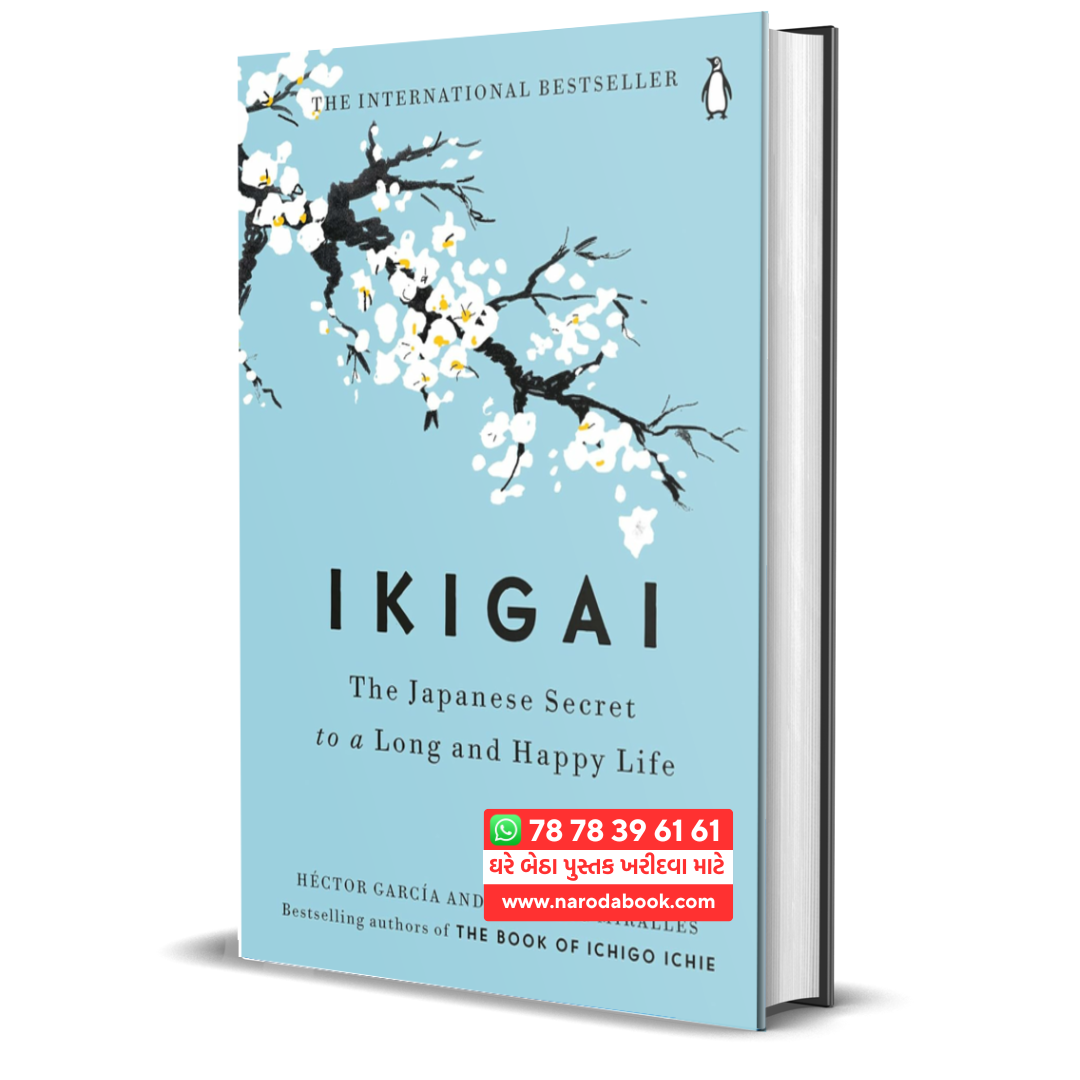 THE INTERNATIONAL BESTSELLER
IKIGAI
The Japanese Secret
to a Long and Happy Life
78 78 39 61 61
ઘરે બેઠા પુસ્તક ખરીદવા માટે
www.narodabook.com
HÉCTOR GARCÍA AND
Bestselling authors of THE BOOK OF ICHIGO ICHIE